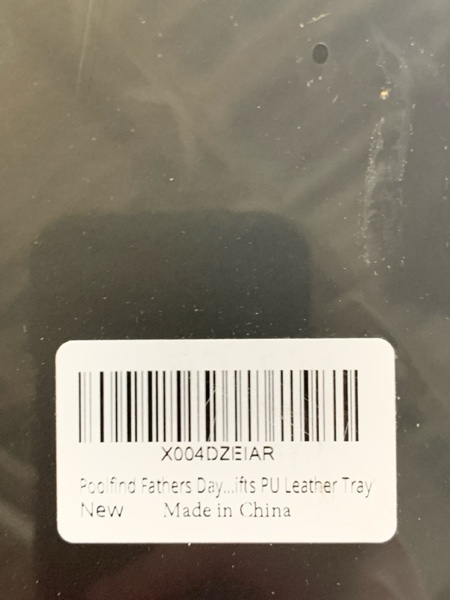 X004DZEIAR
Poolfind Fathers Day...ifts PU Leather Tray
New Made in China